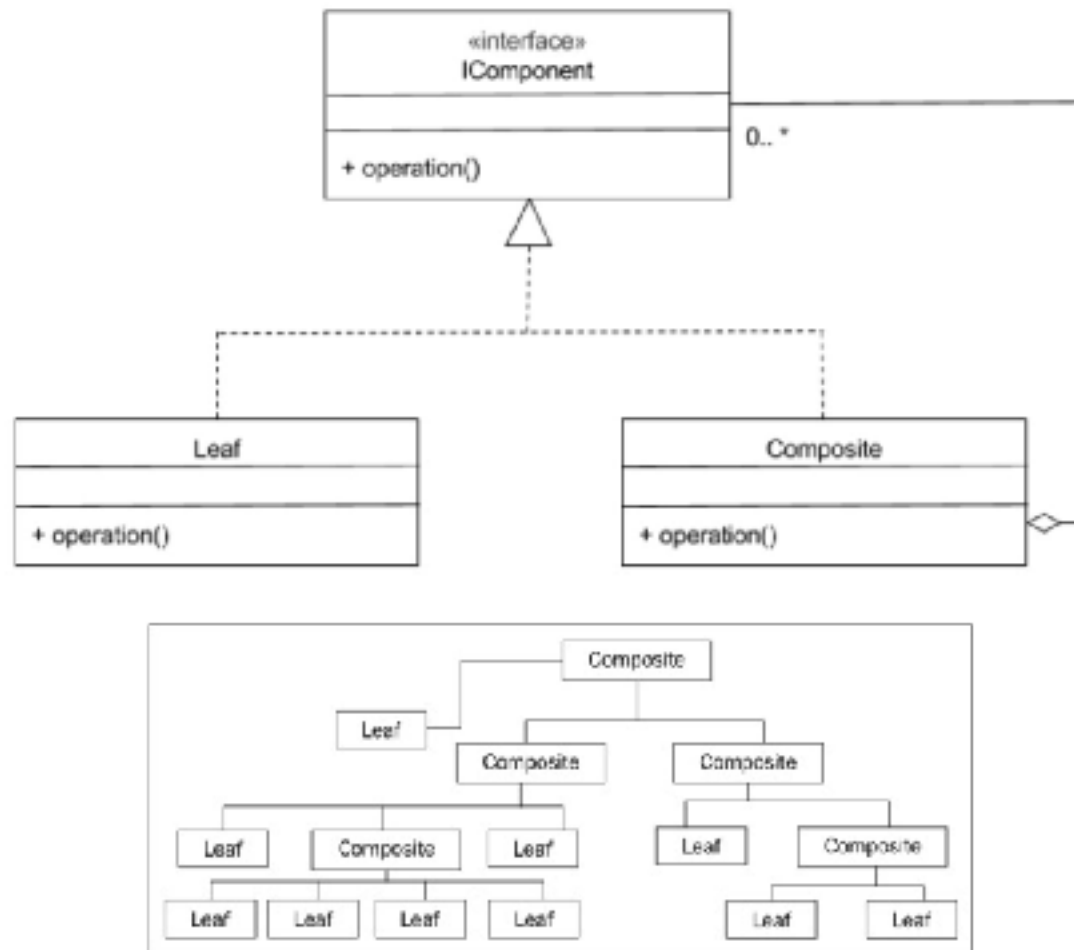 «interface»
IComponent
0.. *
+ operation()
Leaf
+ operation()
Composite
+ operation()
Composite
Leaf
Composite
Composite
Leaf
Composite
Leaf
Leaf
Composite
Leaf
Leaf
Leaf
Leaf
Leaf
Leaf